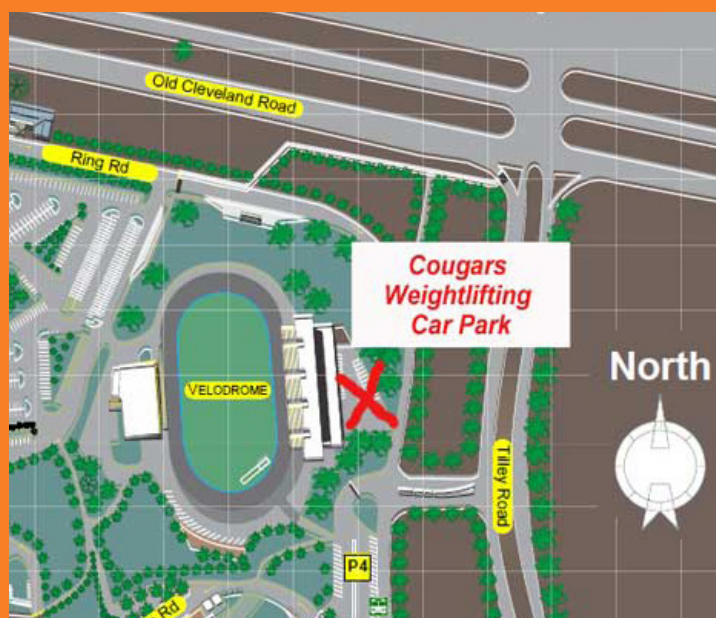 Old Cleveland Road
Ring Rd
Cougars
Weightlifting
Car Park
North
VELODROME
Tilley Road
P4
Rd